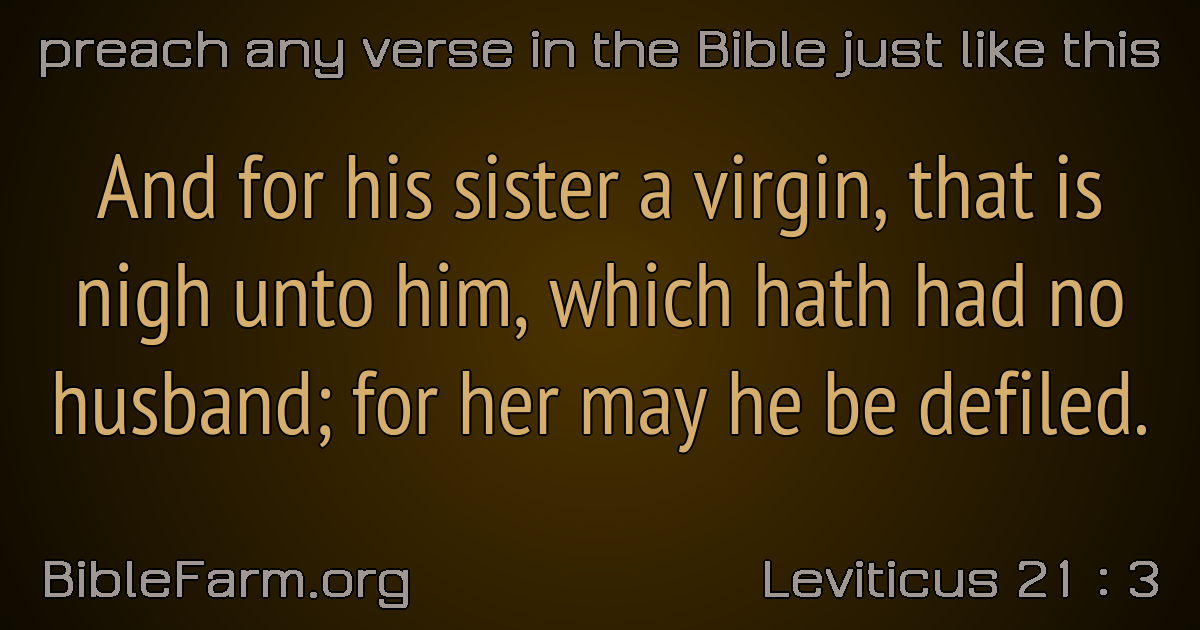 preach any verse in the Bible just like this
And for his sister a virgin, that is
nigh unto him, which hath had no
husband; for her may he be defiled.
BibleFarm.org
Leviticus 21 : 3